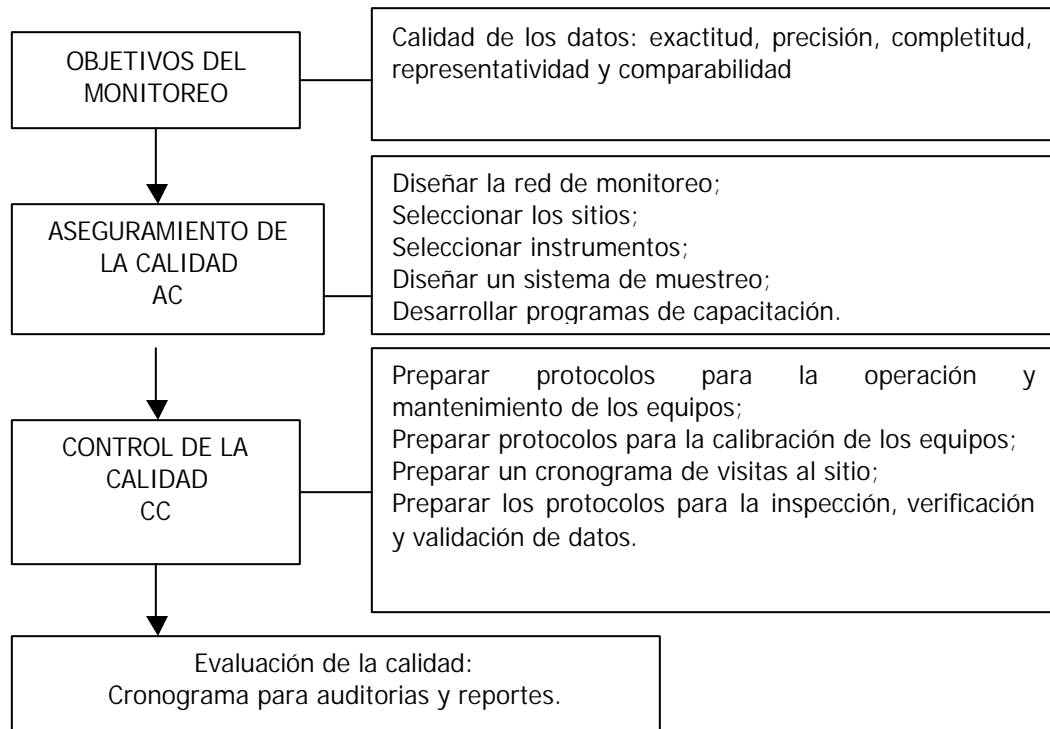 OBJETIVOS DEL
MONITOREO
Calidad de los datos: exactitud, precisión, completitud,
representatividad y comparabilidad
ASEGURAMIENTO DE
LA CALIDAD
AC
Diseñar la red de monitoreo;
Seleccionar los sitios;
Seleccionar instrumentos;
Diseñar un sistema de muestreo;
Desarrollar programas de capacitación.
CONTROL DE LA
CALIDAD
CC
Preparar protocolos para la operación y
mantenimiento de los equipos;
Preparar protocolos para la calibración de los equipos;
Preparar un cronograma de visitas al sitio;
Preparar los protocolos para la inspección, verificación
y validación de datos.
Evaluación de la calidad:
Cronograma para auditorias y reportes.